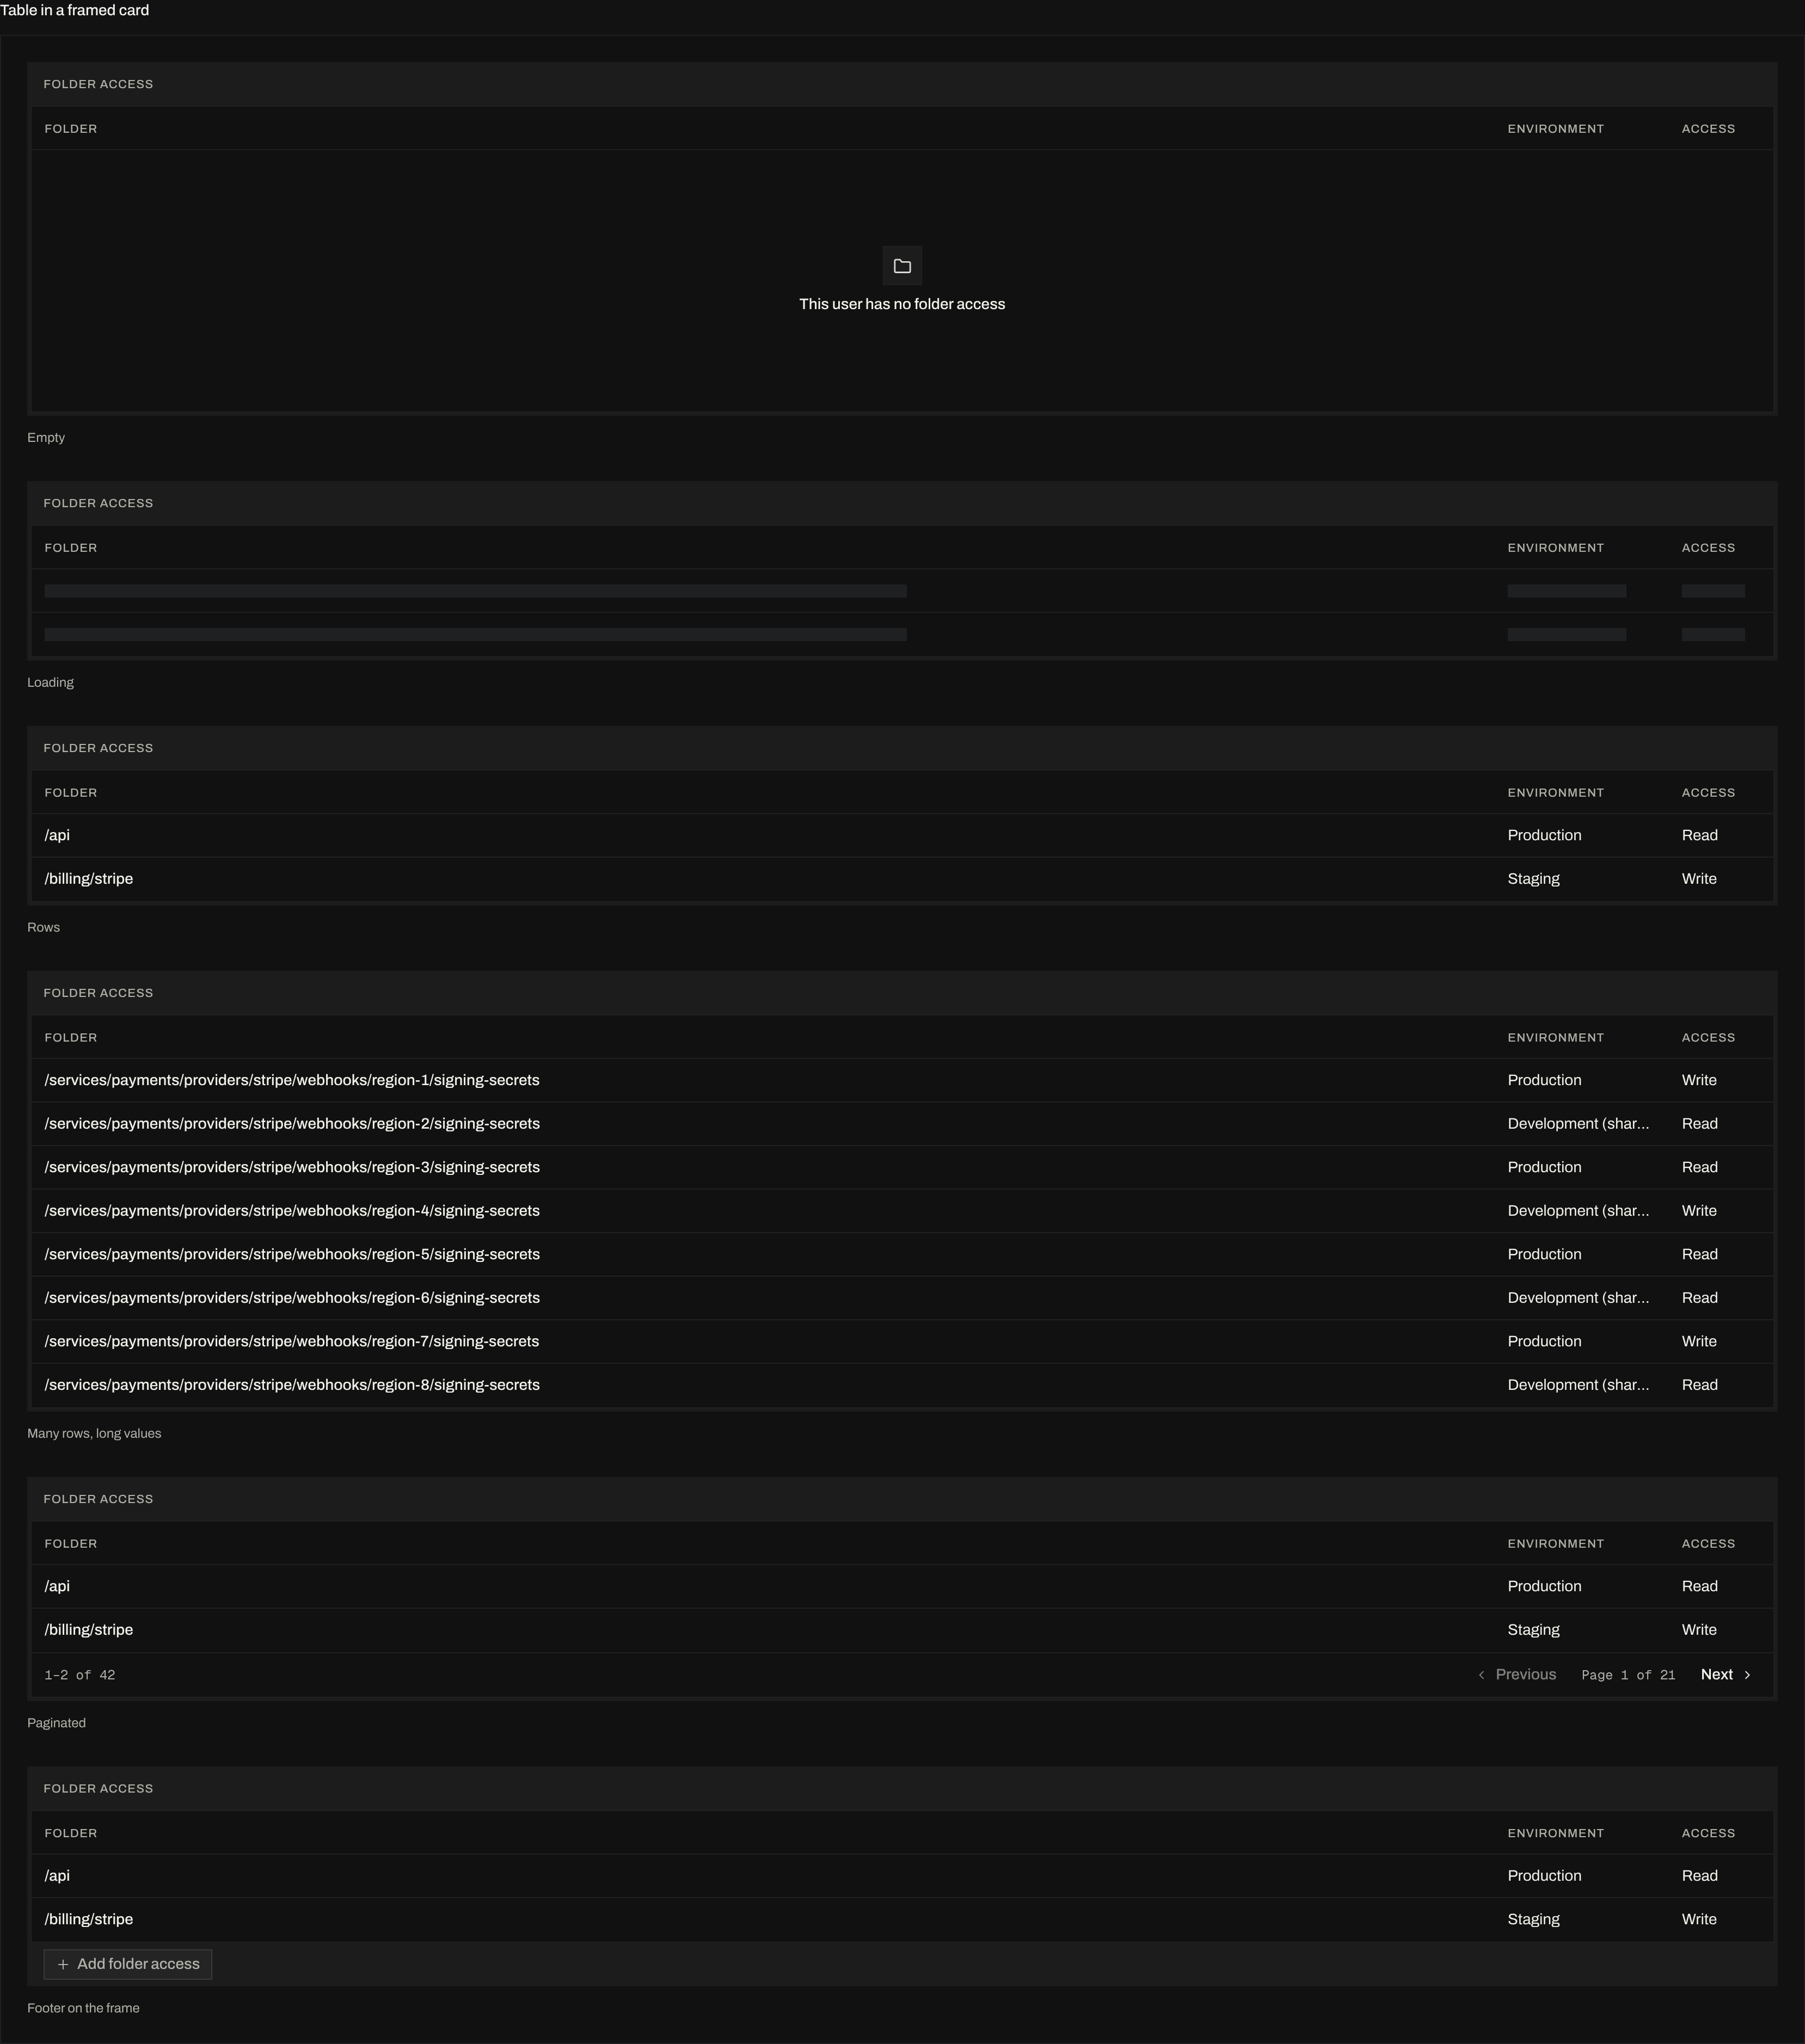 Table in a framed card
FOLDER ACCESS
FOLDER ENVIRONMENT ACCESS
This user has no folder access
Empty
FOLDER ACCESS
FOLDER ENVIRONMENT ACCESS
Loading
FOLDER ACCESS
FOLDER ENVIRONMENT ACCESS
/api Production Read
/billing/stripe Staging Write
Rows
FOLDER ACCESS
FOLDER ENVIRONMENT ACCESS
/services/payments/providers/stripe/webhooks/region-1/signing-secrets Production Write
/services/payments/providers/stripe/webhooks/region-2/signing-secrets Development (shar... Read
/services/payments/providers/stripe/webhooks/region-3/signing-secrets Production Read
/services/payments/providers/stripe/webhooks/region-4/signing-secrets Development (shar... Write
/services/payments/providers/stripe/webhooks/region-5/signing-secrets Production Read
/services/payments/providers/stripe/webhooks/region-6/signing-secrets Development (shar... Read
/services/payments/providers/stripe/webhooks/region-7/signing-secrets Production Write
/services/payments/providers/stripe/webhooks/region-8/signing-secrets Development (shar... Read
Many rows, long values
FOLDER ACCESS
FOLDER ENVIRONMENT ACCESS
/api Production Read
/billing/stripe Staging Write
1–2 of 42 Previous Page 1 of 21 Next
Paginated
FOLDER ACCESS
FOLDER ENVIRONMENT ACCESS
/api Production Read
/billing/stripe Staging Write
Add folder access
Footer on the frame